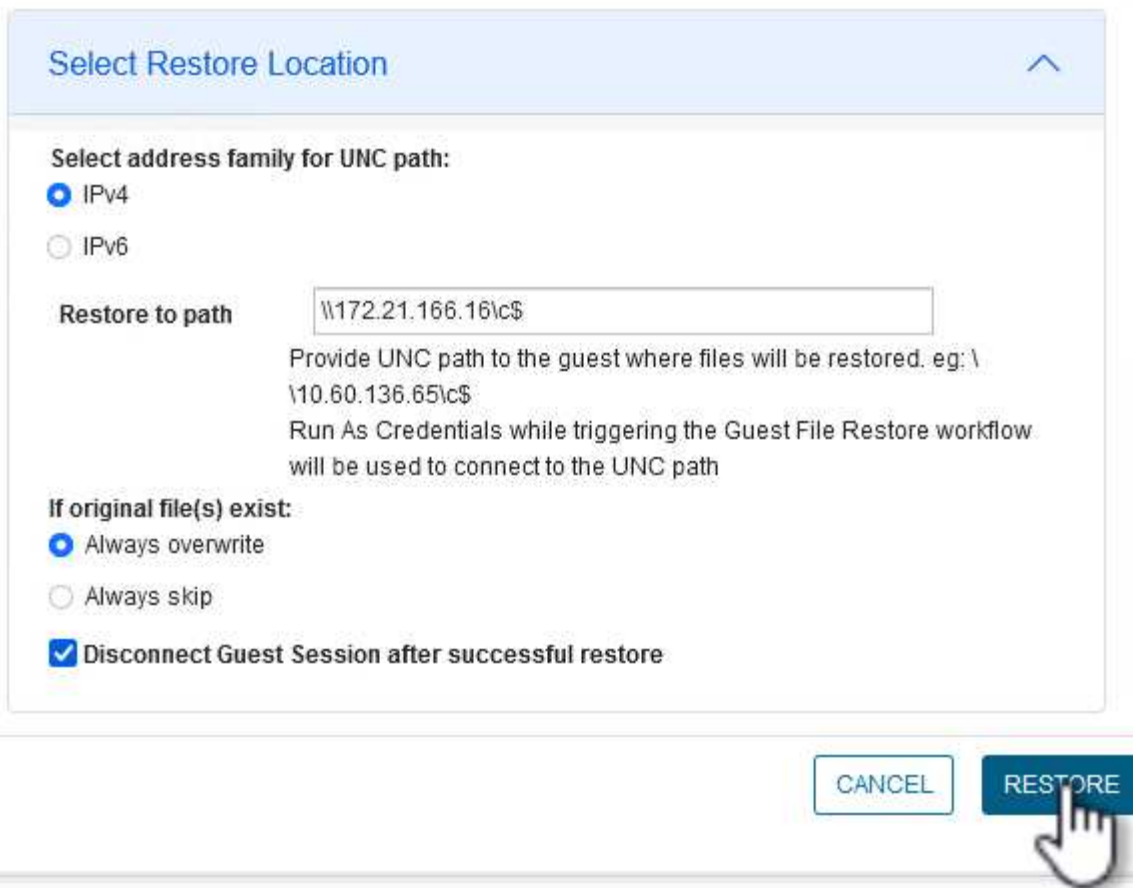 Select Restore Location
Select address family for UNC path:
IPv4
IPv6
Restore to path
\\172.21.166.16\c$
Provide UNC path to the guest where files will be restored. eg: \
\10.60.136.65\c$
Run As Credentials while triggering the Guest File Restore workflow
will be used to connect to the UNC path
If original file(s) exist:
Always overwrite
Always skip
Disconnect Guest Session after successful restore
CANCEL
RESTORE